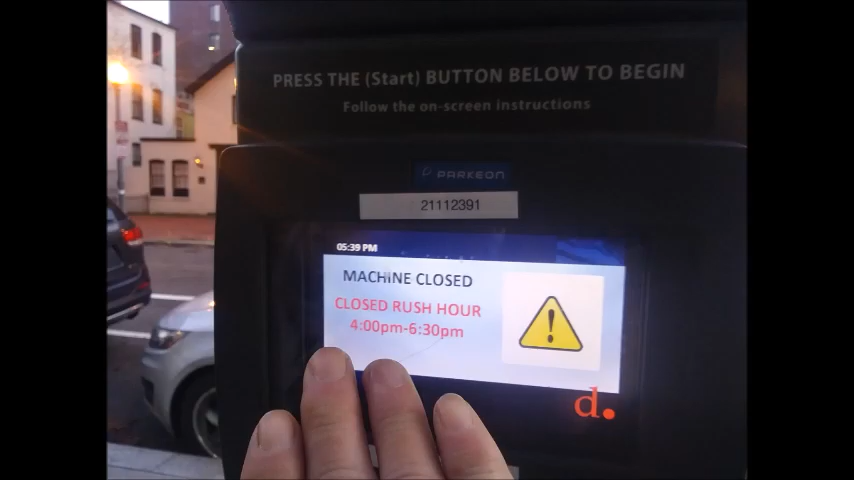 PRESS THE (Start) BUTTON BELOW TO BEGIN
Follow the on-screen instructions
PARKEON
21112391
05:39 PM
MACHINE CLOSED
CLOSED RUSH HOUR
4:00pm-6:30pm
d.